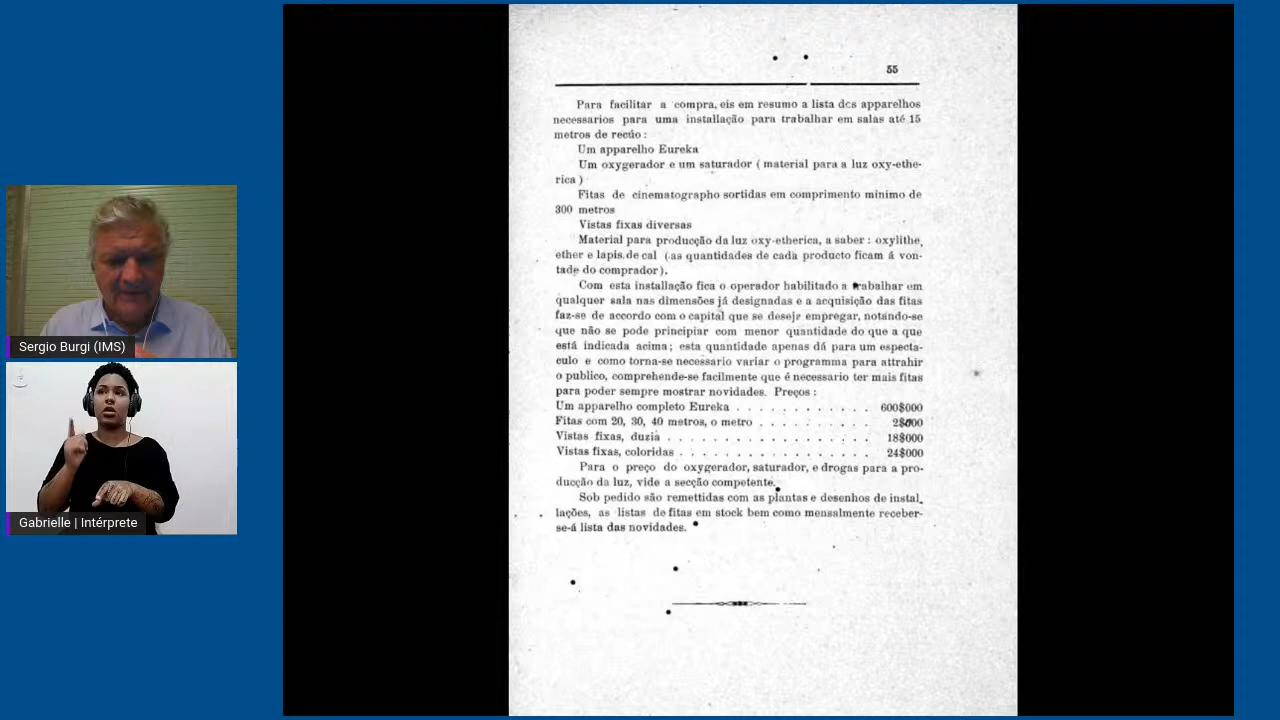 55
Para facilitar a compra, eis em resumo a lista dos apparelhos
necessarios para uma installação para trabalhar em salas até 15
metros de recúo :
Um apparelho Eureka
Um oxygerador e um saturador ( material para a luz oxy-ethe-
rica )
Fitas de cinematographo sortidas em comprimento minimo de
300 metros
Vistas fixas diversas
Material para producção da luz oxy-etherica, a saber : oxylithe,
ether e lapis de cal (as quantidades de cada producto ficam á von-
tade do comprador).
Com esta installação fica o operador habilitado a trabalhar em
qualquer sala nas dimensões já designadas e a acquisição das fitas
faz-se de accordo com o capital que se deseje empregar, notando-se
que não se pode principiar com menor quantidade do que a que
está indicada acima; esta quantidade apenas dá para um especta-
culo e como torna-se necessario variar o programma para attrahir
o publico, comprehende-se facilmente que é necessario ter mais fitas
para poder sempre mostrar novidades. Preços :
Um apparelho completo Eureka . . . . . . . . . . . 600$000
Fitas com 20, 30, 40 metros, o metro . . . . . . . . . 2$000
Vistas fixas, duzia . . . . . . . . . . . . . . . . . 18$000
Vistas fixas, coloridas . . . . . . . . . . . . . . . . 24$000
Para o preço do oxygerador, saturador, e drogas para a pro-
ducção da luz, vide a secção competente.
Sob pedido são remettidas com as plantas e desenhos de instal-
lações, as listas de fitas em stock bem como mensalmente receber-
se-á lista das novidades.
Sergio Burgi (IMS)
Gabrielle | Intérprete